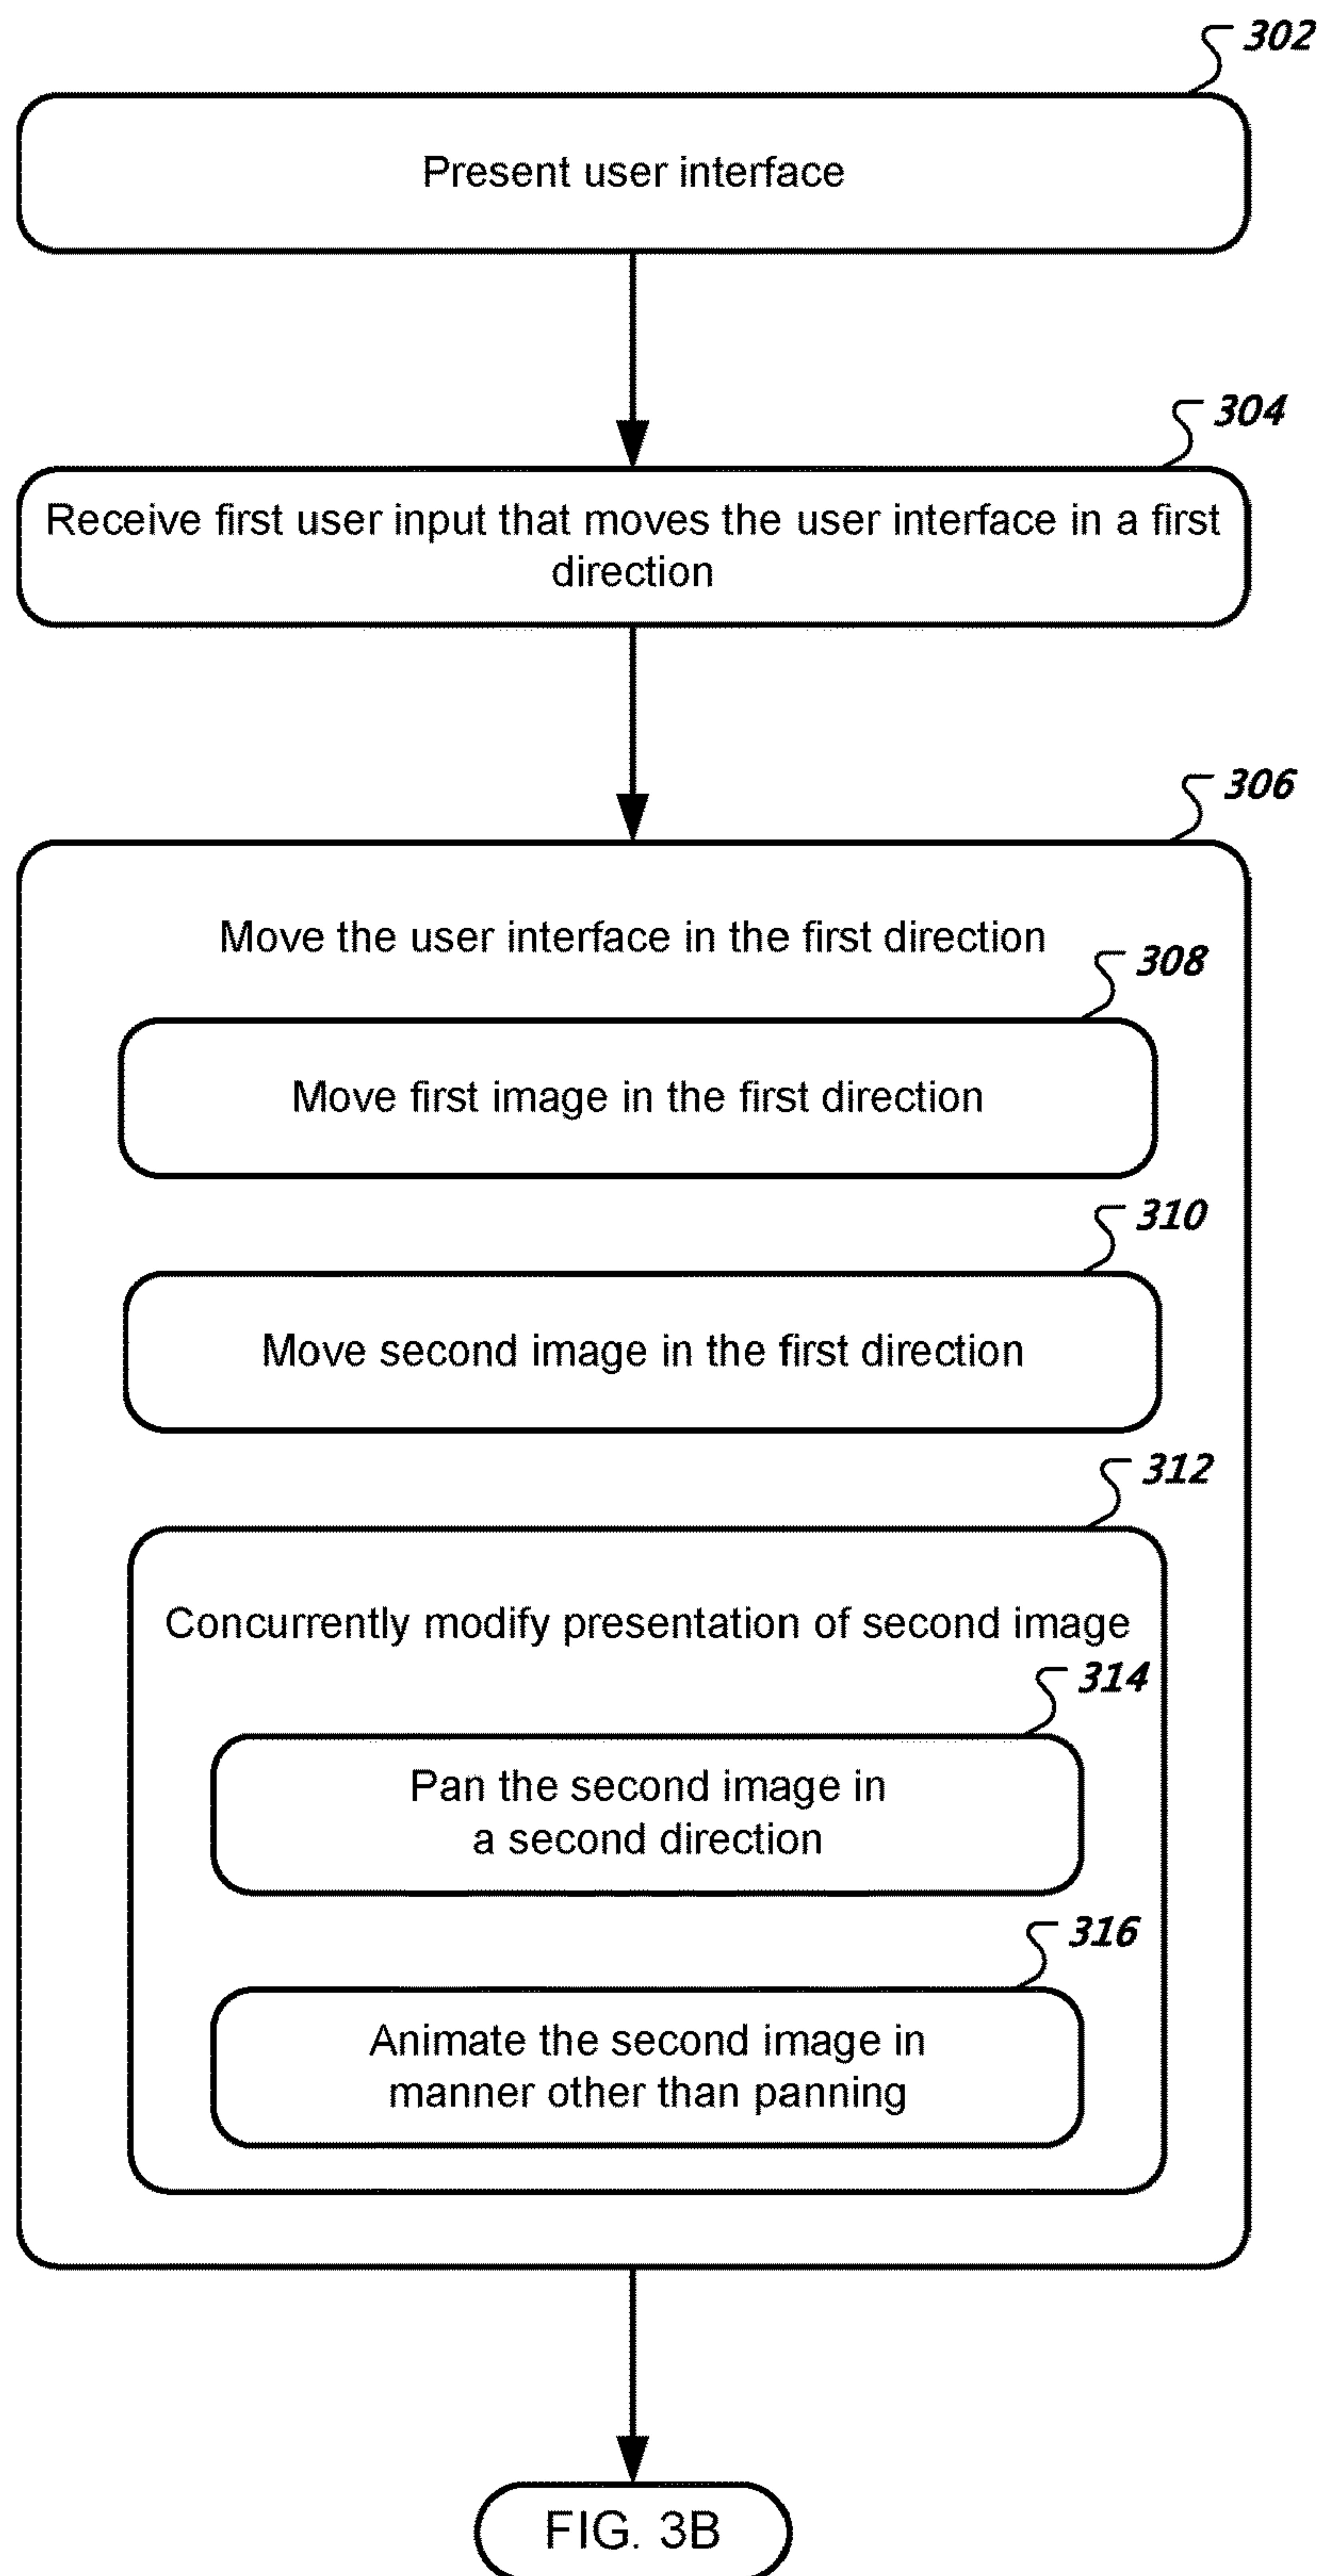 302
Present user interface
304
Receive first user input that moves the user interface in a first
direction
306
Move the user interface in the first direction
308
Move first image in the first direction
310
Move second image in the first direction
312
Concurrently modify presentation of second image
314
Pan the second image in
a second direction
316
Animate the second image in
manner other than panning
FIG. 3B